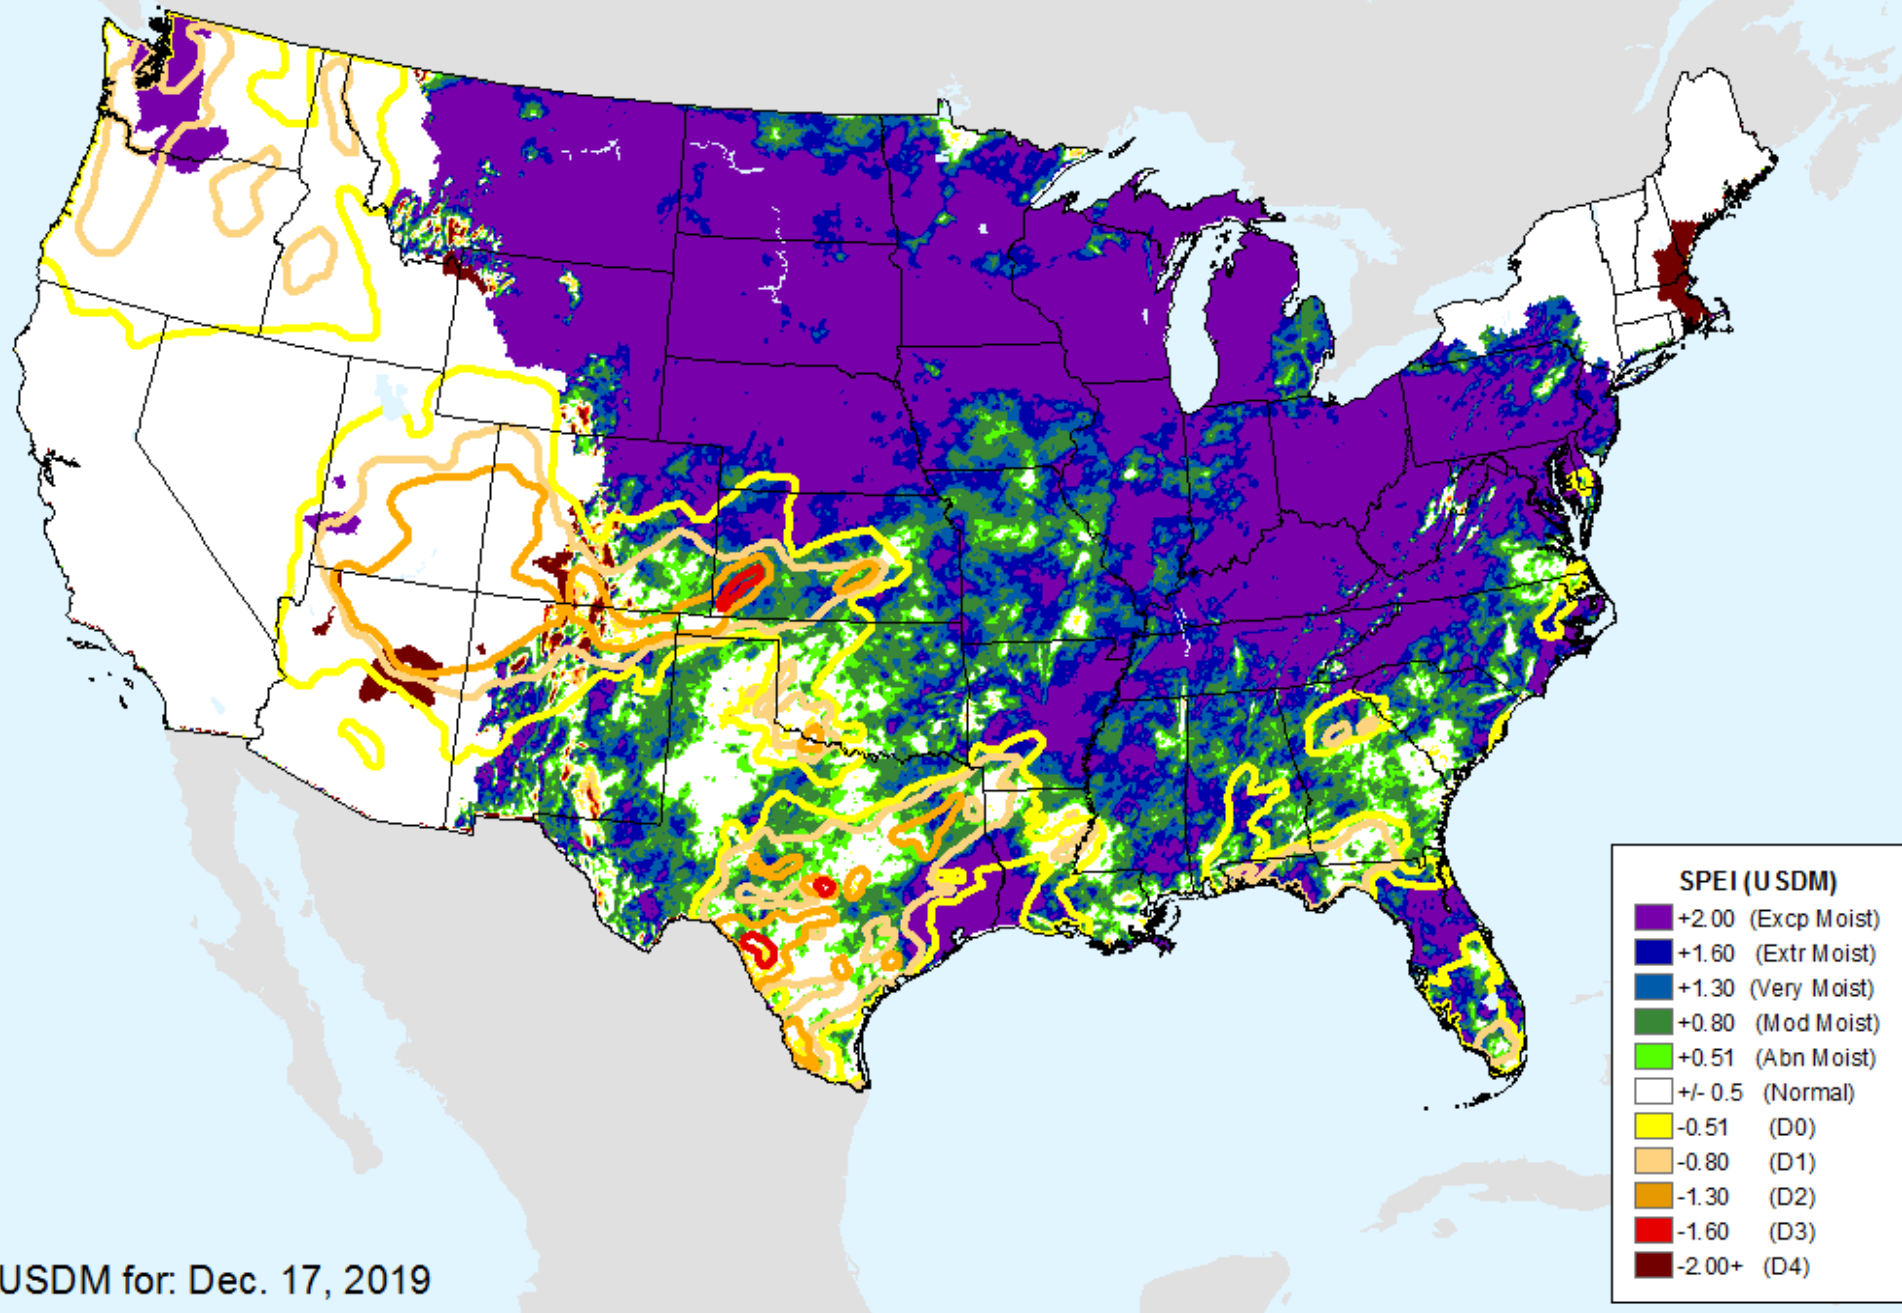 SPEI (USDM)
+2.00 (Excp Moist)
+1.60 (Extr Moist)
+1.30 (Very Moist)
+0.80 (Mod Moist)
+0.51 (Abn Moist)
+/- 0.5 (Normal)
-0.51 (D0)
-0.80 (D1)
-1.30 (D2)
-1.60 (D3)
-2.00+ (D4)
USDM for: Dec. 17, 2019